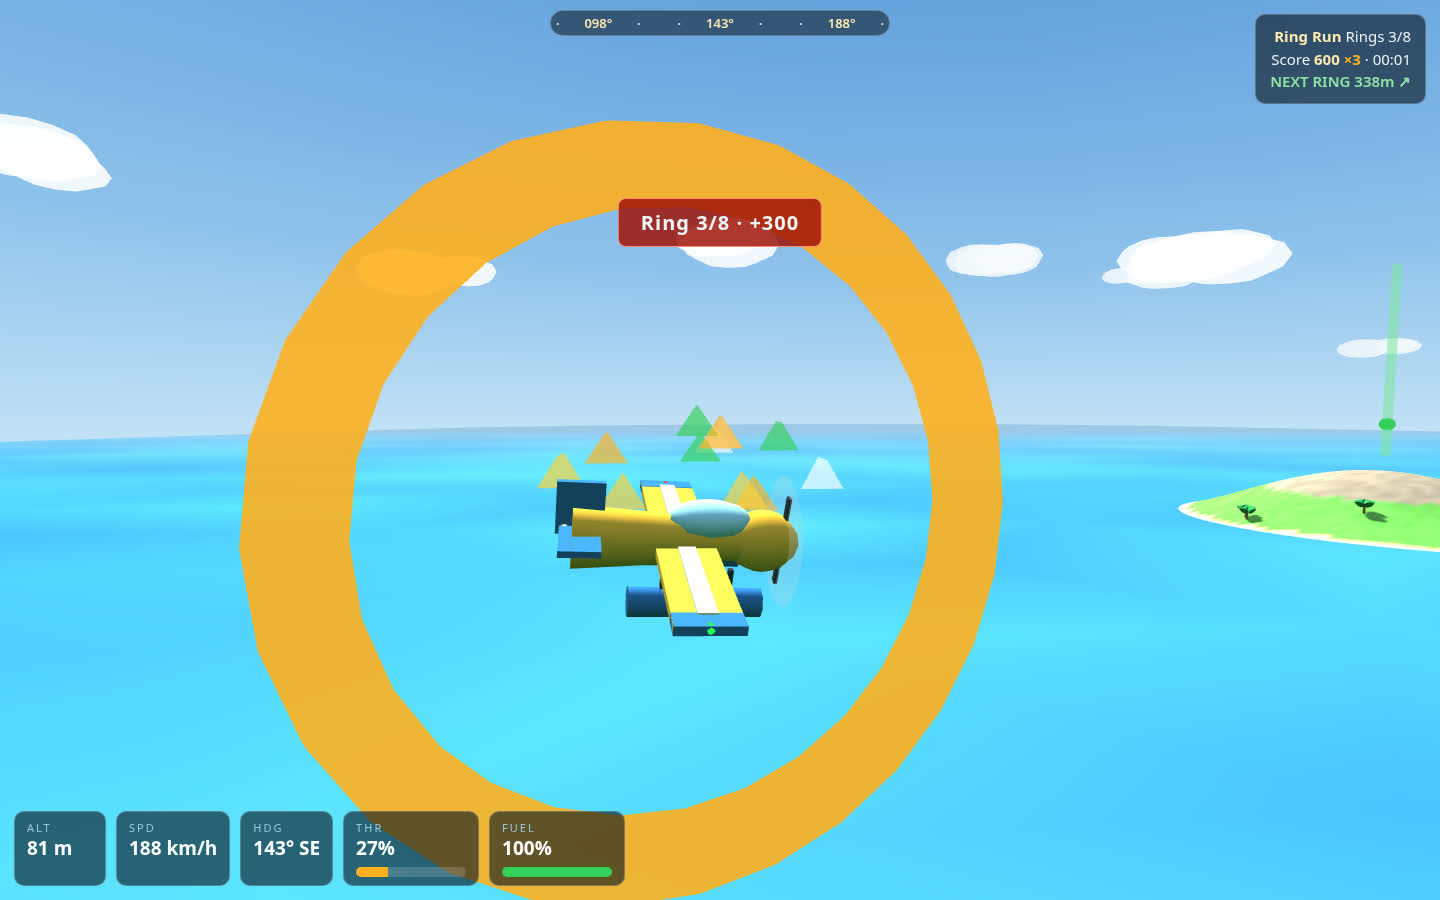 · 098° · · 143° · · 188° ·
Ring Run Rings 3/8
Score 600 ×3 · 00:01
NEXT RING 338m ↗
Ring 3/8 · +300
ALT
81 m
SPD
188 km/h
HDG
143° SE
THR
27%
FUEL
100%